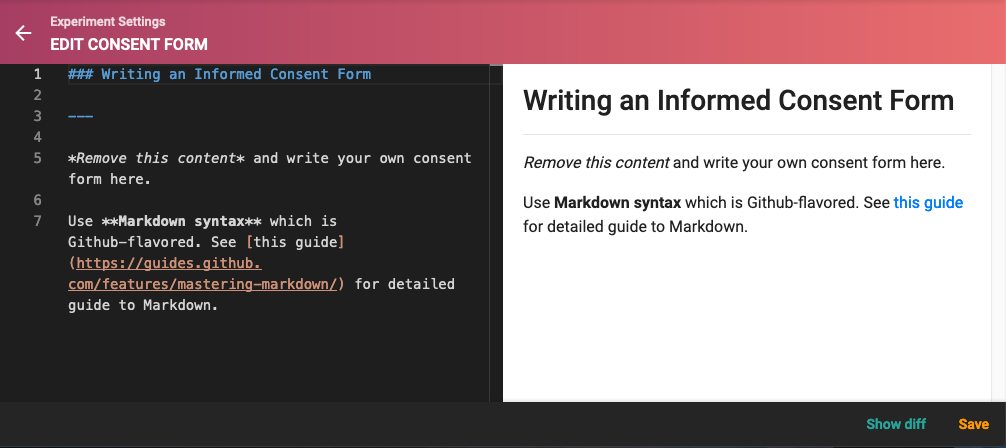 Experiment Settings
EDIT CONSENT FORM
1 ### Writing an Informed Consent Form
2
3 ---
4
5 *Remove this content* and write your own consent
form here.
6
7 Use **Markdown syntax** which is
Github-flavored. See [this guide]
(https://guides.github.
com/features/mastering-markdown/) for detailed
guide to Markdown.
Writing an Informed Consent Form
Remove this content and write your own consent form here.
Use Markdown syntax which is Github-flavored. See this guide
for detailed guide to Markdown.
Show diff
Save